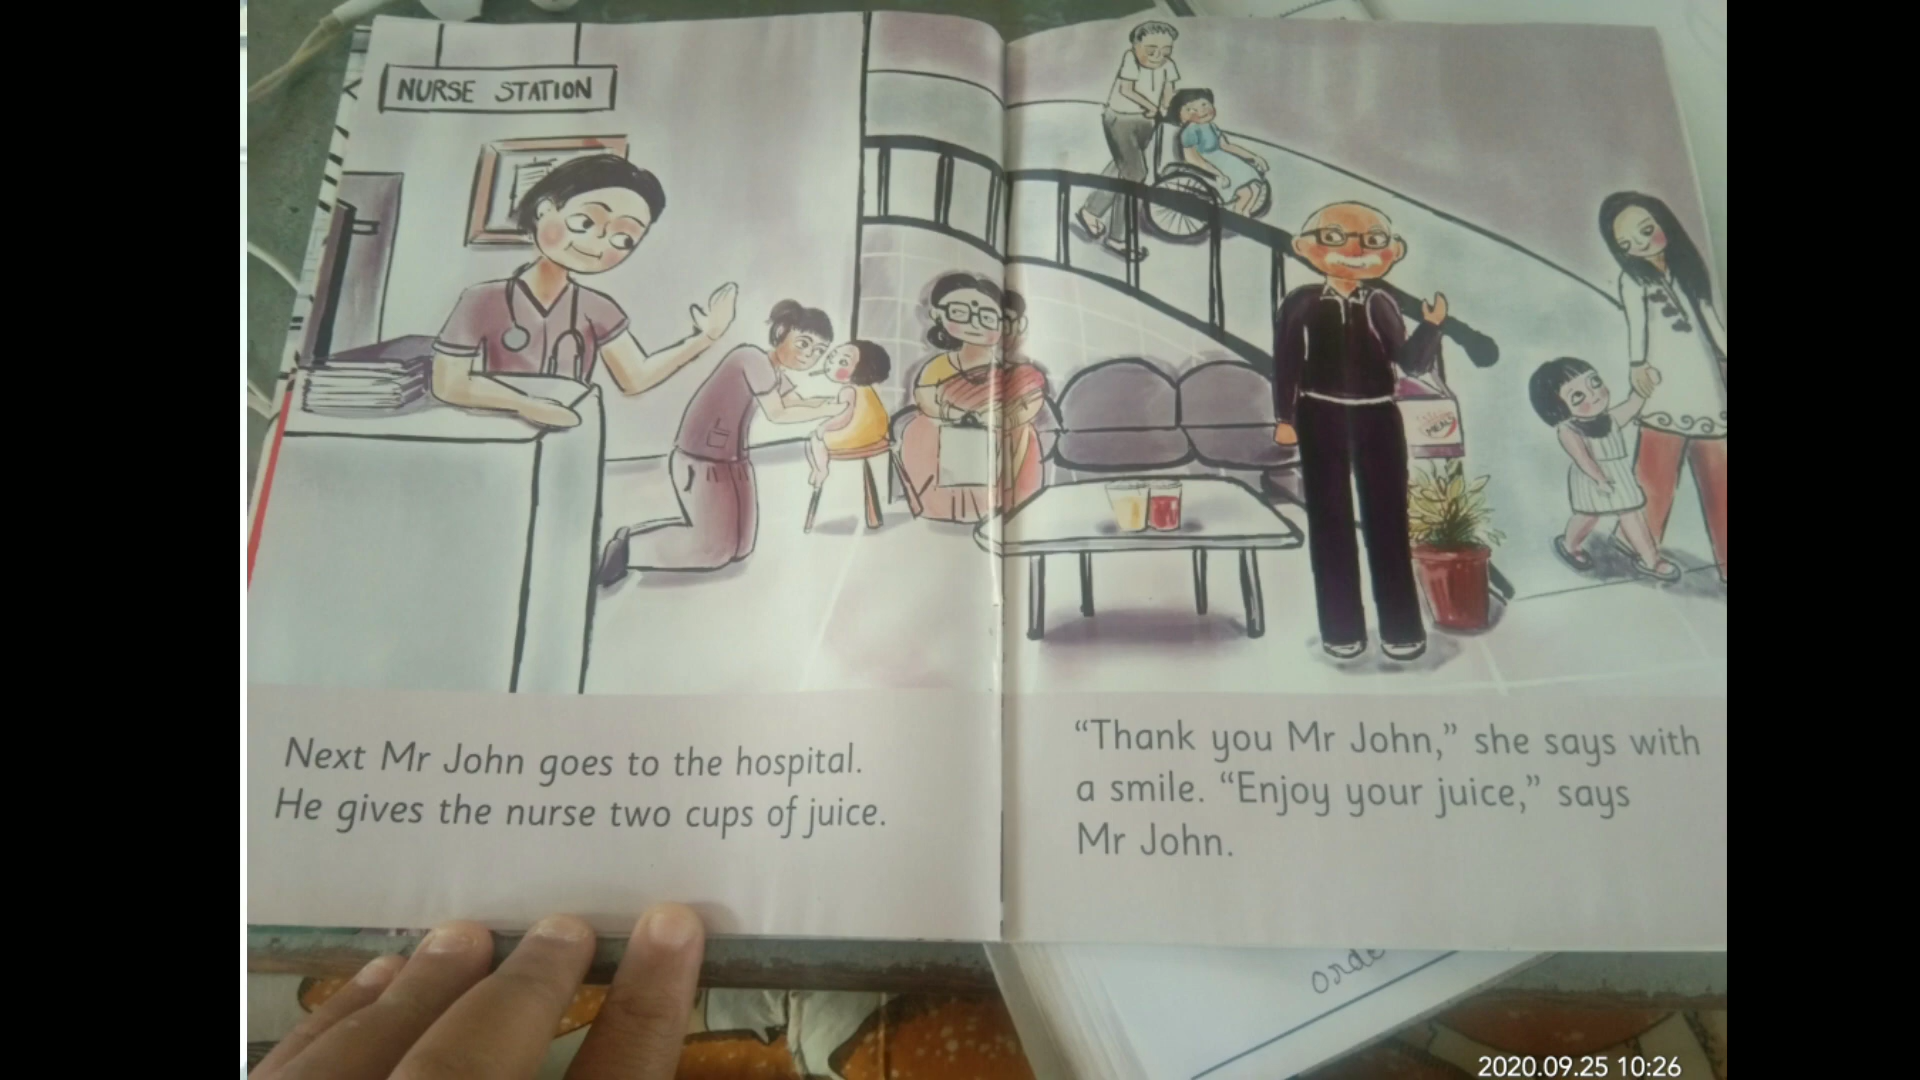 NURSE STATION
MEALS
Next Mr John goes to the hospital.
He gives the nurse two cups of juice.
“Thank you Mr John,” she says with
a smile. “Enjoy your juice,” says
Mr John.
2020.09.25 10:26